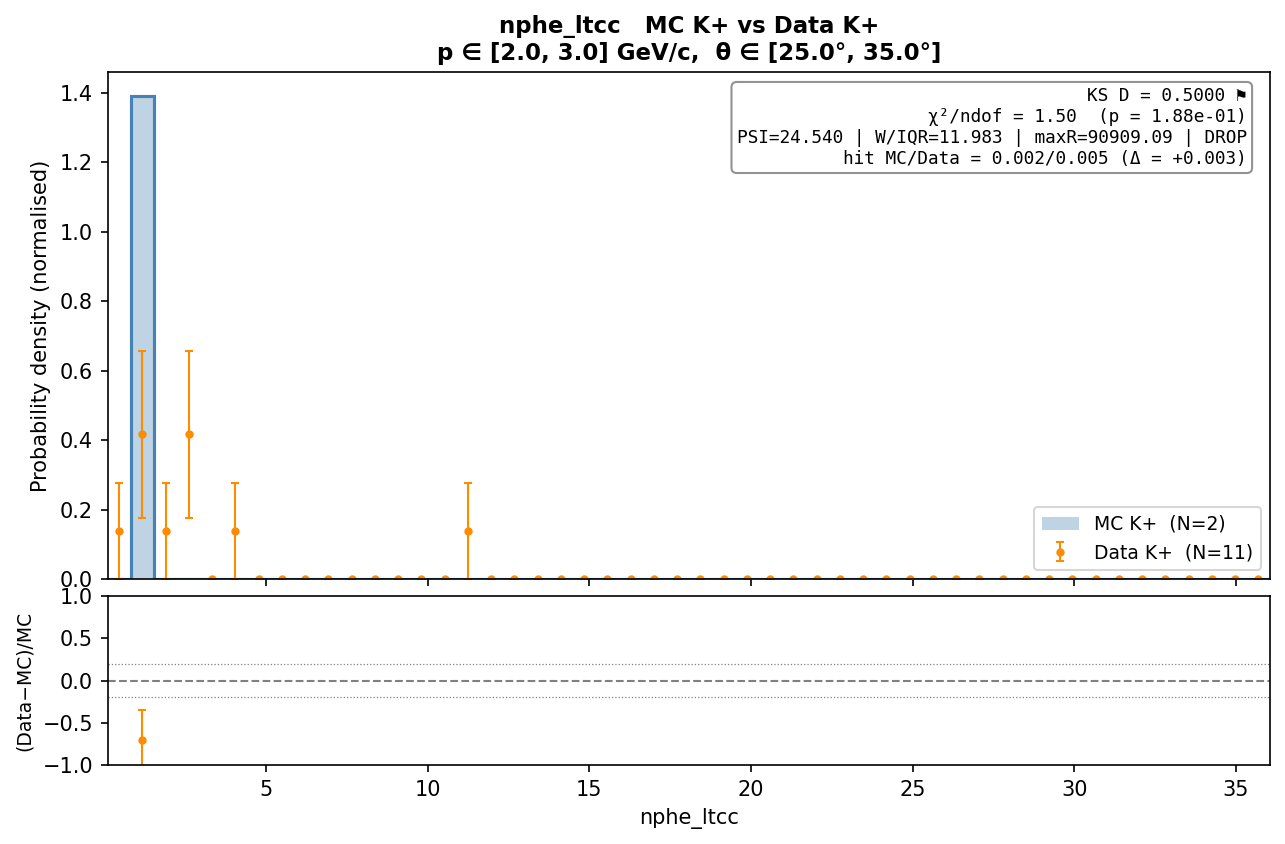 nphe_ltcc   MC K+ vs Data K+
p ∈ [2.0, 3.0] GeV/c,  θ ∈ [25.0°, 35.0°]
KS D = 0.5000 ⚑
χ²/ndof = 1.50  (p = 1.88e-01)
PSI=24.540 | W/IQR=11.983 | maxR=90909.09 | DROP
hit MC/Data = 0.002/0.005 (Δ = +0.003)
Probability density (normalised)
1.4
1.2
1.0
0.8
0.6
0.4
0.2
0.0
MC K+  (N=2)
Data K+  (N=11)
(Data−MC)/MC
1.0
0.5
0.0
−0.5
−1.0
5 10 15 20 25 30 35
nphe_ltcc